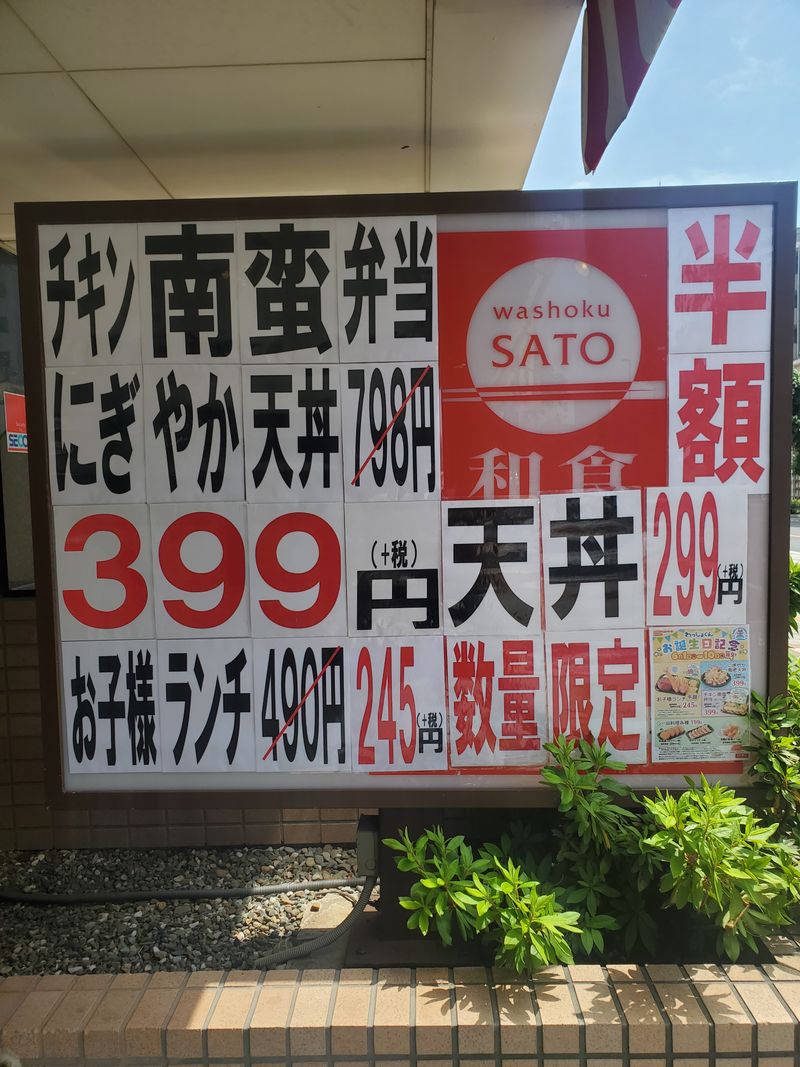 チキン南蛮弁当
washoku
SATO
和食
半額
にぎやか天丼798円
399(+税)円
天丼299(+税)円
お子様ランチ490円245(+税)円
数量限定
お誕生日記念